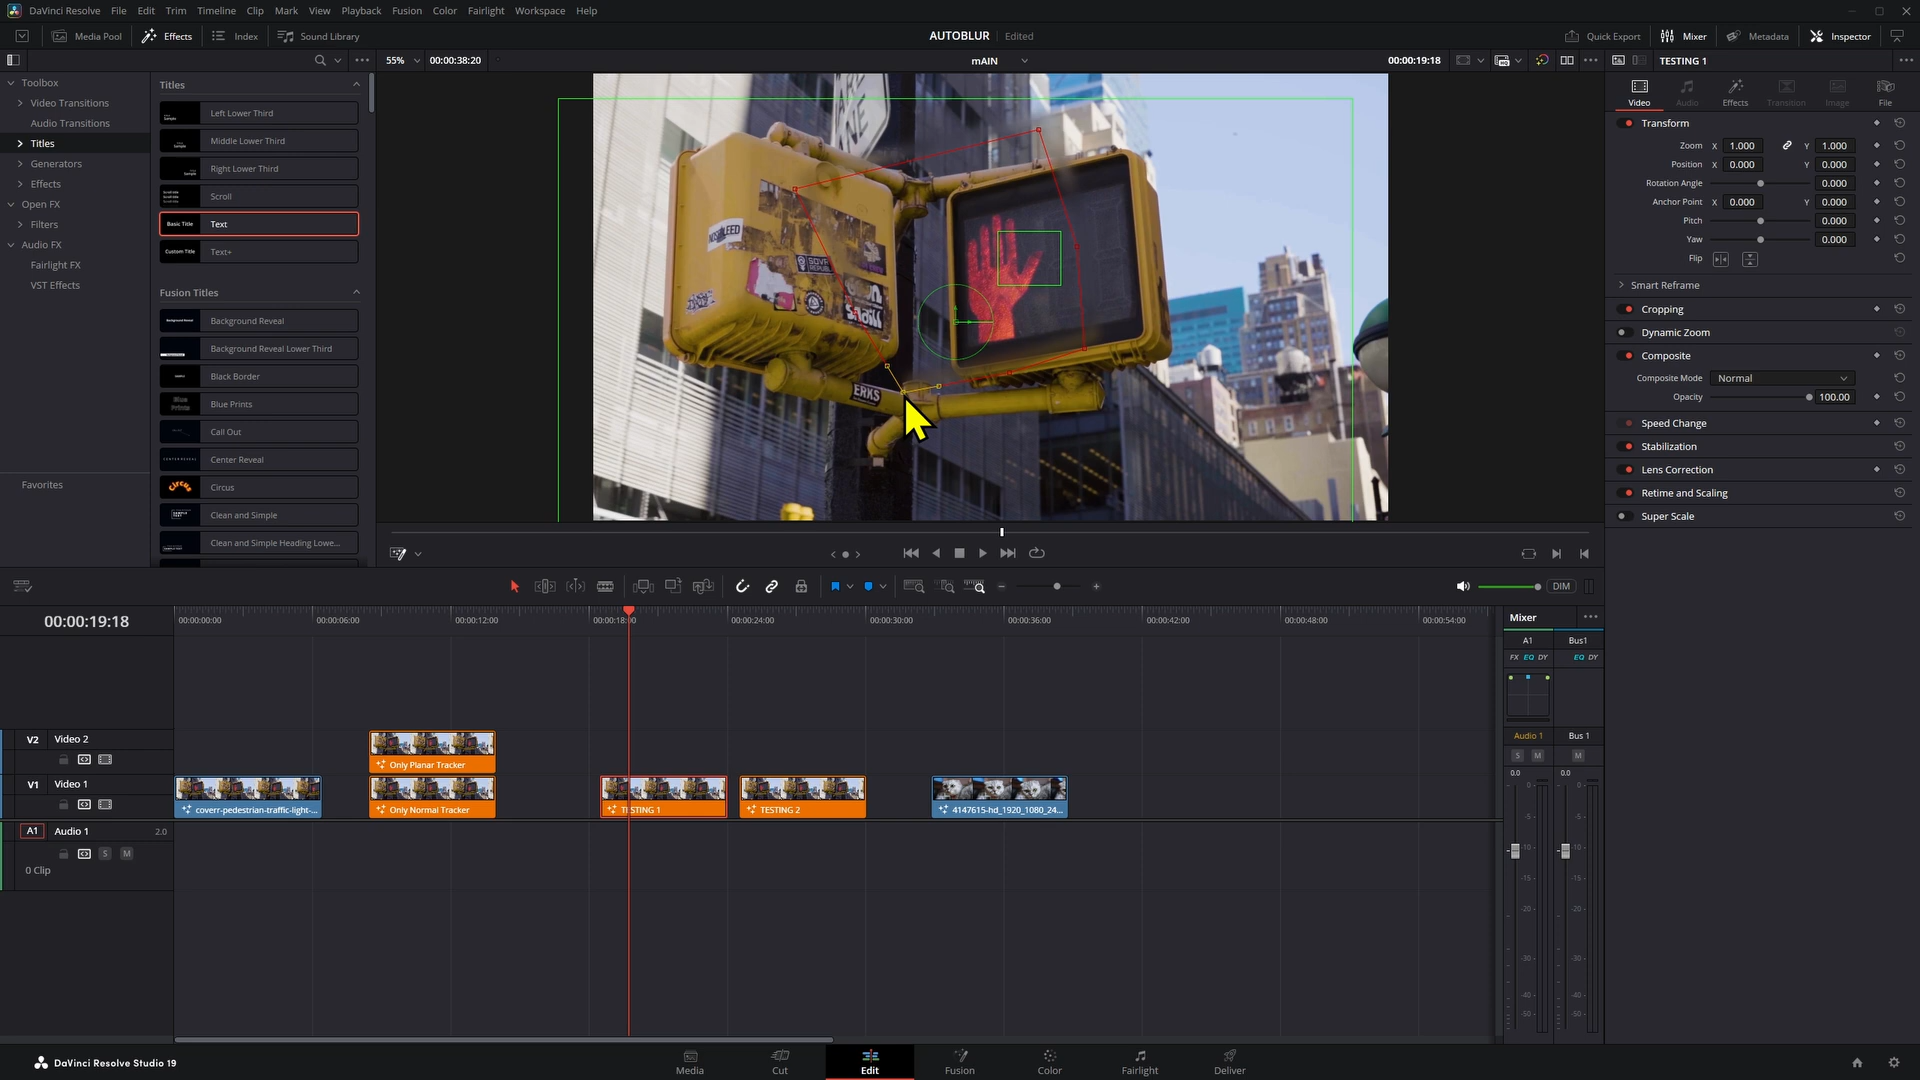 DaVinci Resolve File Edit Trim Timeline Clip Mark View Playback Fusion Color Fairlight Workspace Help
Media Pool Effects Index Sound Library
AUTOBLUR Edited
Quick Export Mixer Metadata Inspector
55% 00:00:38:20
mAIN
00:00:19:18
TESTING 1
Toolbox
Video Transitions
Audio Transitions
Titles
Generators
Effects
Open FX
Filters
Audio FX
Fairlight FX
VST Effects
Favorites
Titles
Left Lower Third
Middle Lower Third
Right Lower Third
Scroll
Basic Title Text
Custom Title Text+
Fusion Titles
Background Reveal
Background Reveal Lower Third
Black Border
Blue Prints
Call Out
Center Reveal
Circus
Clean and Simple
Clean and Simple Heading Lowe...
ERKS
Video Audio Effects Transition Image File
Transform
Zoom X 1.000 Y 1.000
Position X 0.000 Y 0.000
Rotation Angle 0.000
Anchor Point X 0.000 Y 0.000
Pitch 0.000
Yaw 0.000
Flip
Smart Reframe
Cropping
Dynamic Zoom
Composite
Composite Mode Normal
Opacity 100.00
Speed Change
Stabilization
Lens Correction
Retime and Scaling
Super Scale
DIM
00:00:19:18
00:00:00:00 00:00:06:00 00:00:12:00 00:00:18:00 00:00:24:00 00:00:30:00 00:00:36:00 00:00:42:00 00:00:48:00 00:00:54:00
V2 Video 2
Only Planar Tracker
V1 Video 1
coverr-pedestrian-traffic-light-... Only Normal Tracker TESTING 1 TESTING 2 4147615-hd_1920_1080_24...
A1 Audio 1 2.0
S M
0 Clip
Mixer
A1 Bus1
FX EQ DY EQ DY
Audio 1 Bus 1
S M M
0.0 0.0
0 0
-5 -5
-10 -10
-15 -15
-20 -20
-30 -30
-40 -40
-50 -50
DaVinci Resolve Studio 19
Media Cut Edit Fusion Color Fairlight Deliver